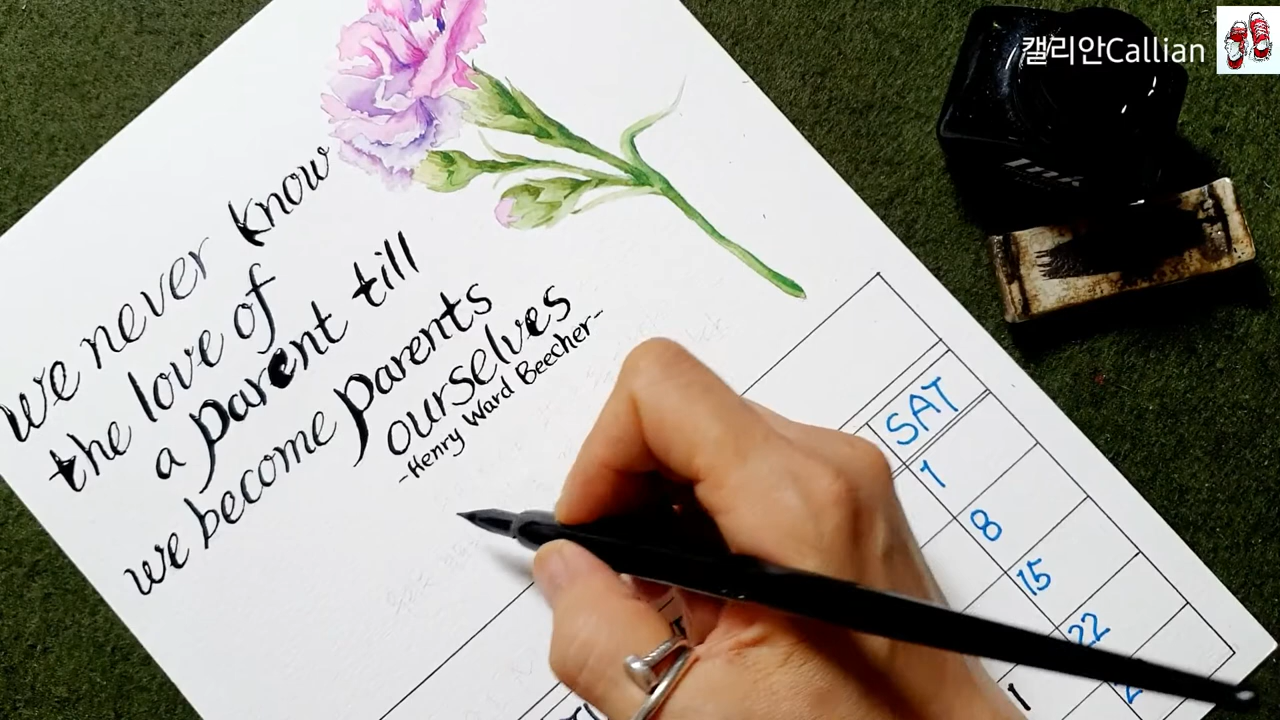 캘리안Callian
Ink
we never know
the love of
a parent till
we become parents
ourselves
-Henry Ward Beecher-
SAT
1
8
15
22